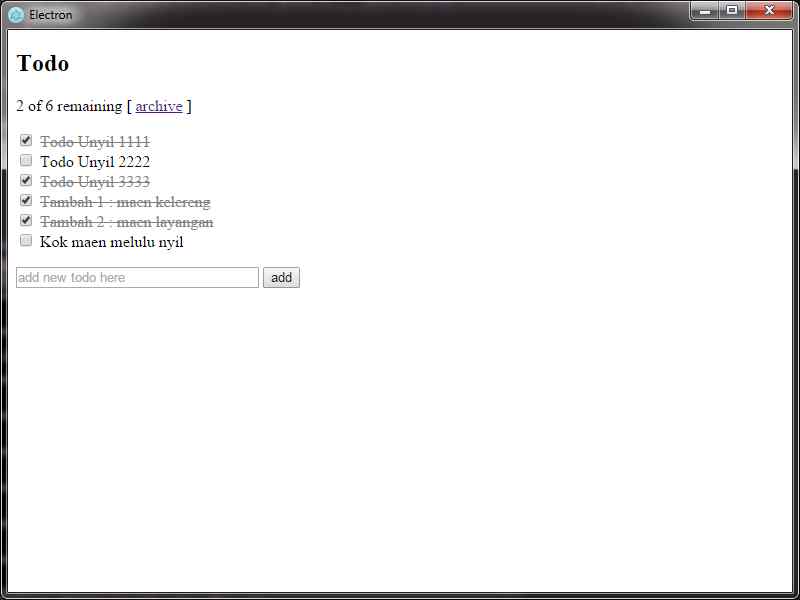 Electron
Todo
2 of 6 remaining [ archive ]
Todo Unyil 1111
Todo Unyil 2222
Todo Unyil 3333
Tambah 1 : maen kelereng
Tambah 2 : maen layangan
Kok maen melulu nyil
add new todo here add